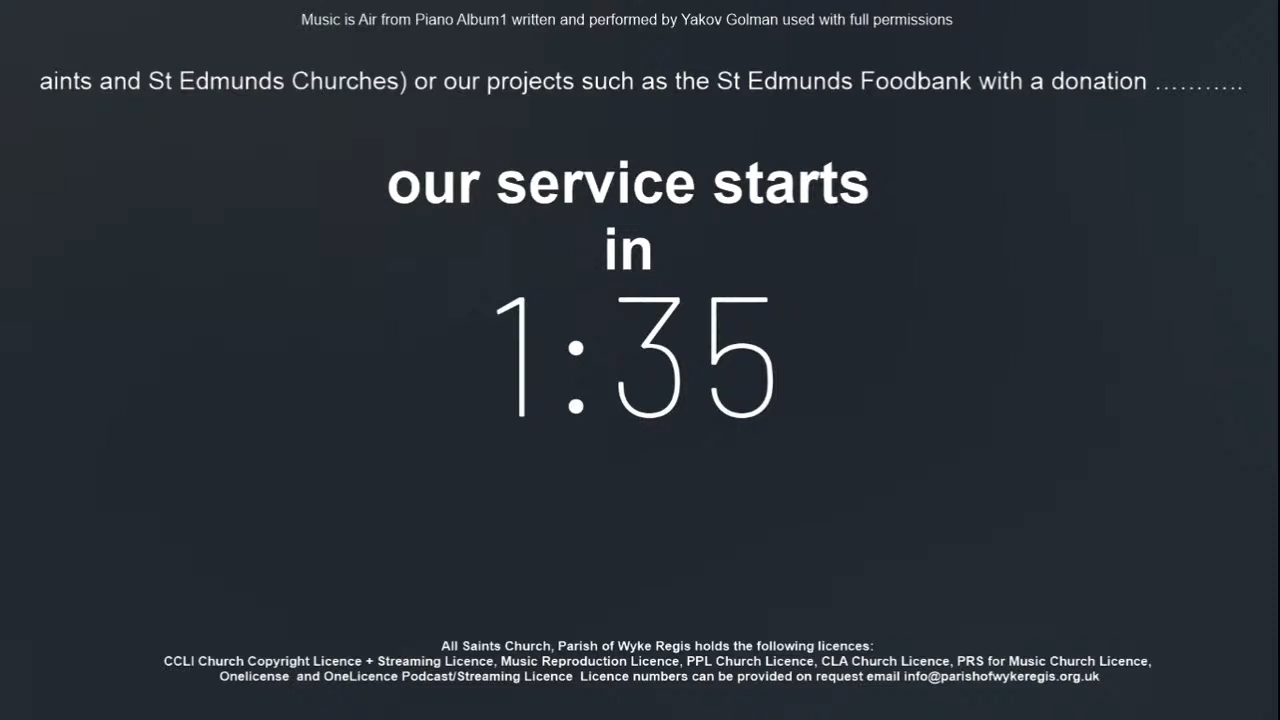 Music is Air from Piano Album1 written and performed by Yakov Golman used with full permissions
aints and St Edmunds Churches) or our projects such as the St Edmunds Foodbank with a donation ………..
our service starts
in
1:35
All Saints Church, Parish of Wyke Regis holds the following licences:
CCLI Church Copyright Licence + Streaming Licence, Music Reproduction Licence, PPL Church Licence, CLA Church Licence, PRS for Music Church Licence,
Onelicense and OneLicence Podcast/Streaming Licence Licence numbers can be provided on request email info@parishofwykeregis.org.uk